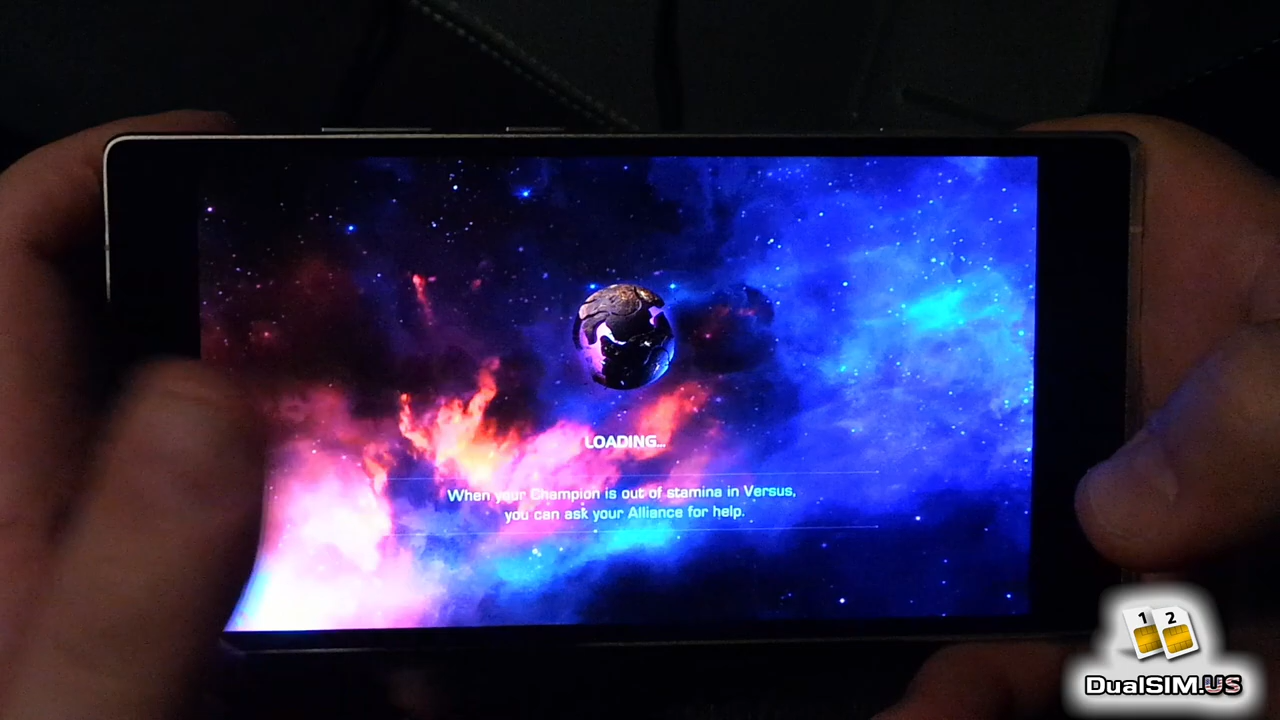 LOADING...
When your Champion is out of stamina in Versus,
you can ask your Alliance for help.
1 2
DualSIM.US